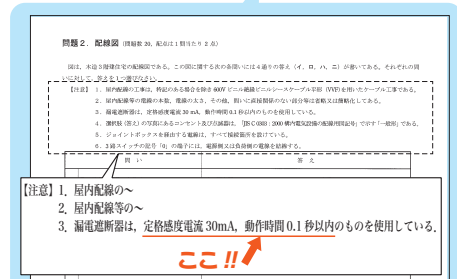 問題2．配線図（問題数 20，配点は1問当たり 2 点）
図は，木造3階建住宅の配線図である。この図に関する次の各問いには4通りの答え（イ，ロ，ハ，ニ）が書いてある。それぞれの問
いに対して，答えを1つ選びなさい。
【注意】1．屋内配線の工事は，特記のある場合を除き 600V ビニル絶縁ビニルシースケーブル平形（VVF）を用いたケーブル工事である。
2．屋内配線等の電線の本数，電線の太さ，その他，問いに直接関係のない部分等は省略又は簡略化してある。
3．漏電遮断器は，定格感度電流 30 mA，動作時間 0.1 秒以内のものを使用している。
4．選択肢（答え）の写真にあるコンセント及び点滅器は，「JIS C 0303：2000 構内電気設備の配線用図記号」で示す「一般形」である。
5．ジョイントボックスを経由する電線は，すべて接続箇所を設けている。
6．3路スイッチの記号「0」の端子には，電源側又は負荷側の電線を結線する。
問 い 答 え
【注意】1．屋内配線の～
2．屋内配線等の～
3．漏電遮断器は，定格感度電流 30mA，動作時間 0.1 秒以内のものを使用している．
ここ!!